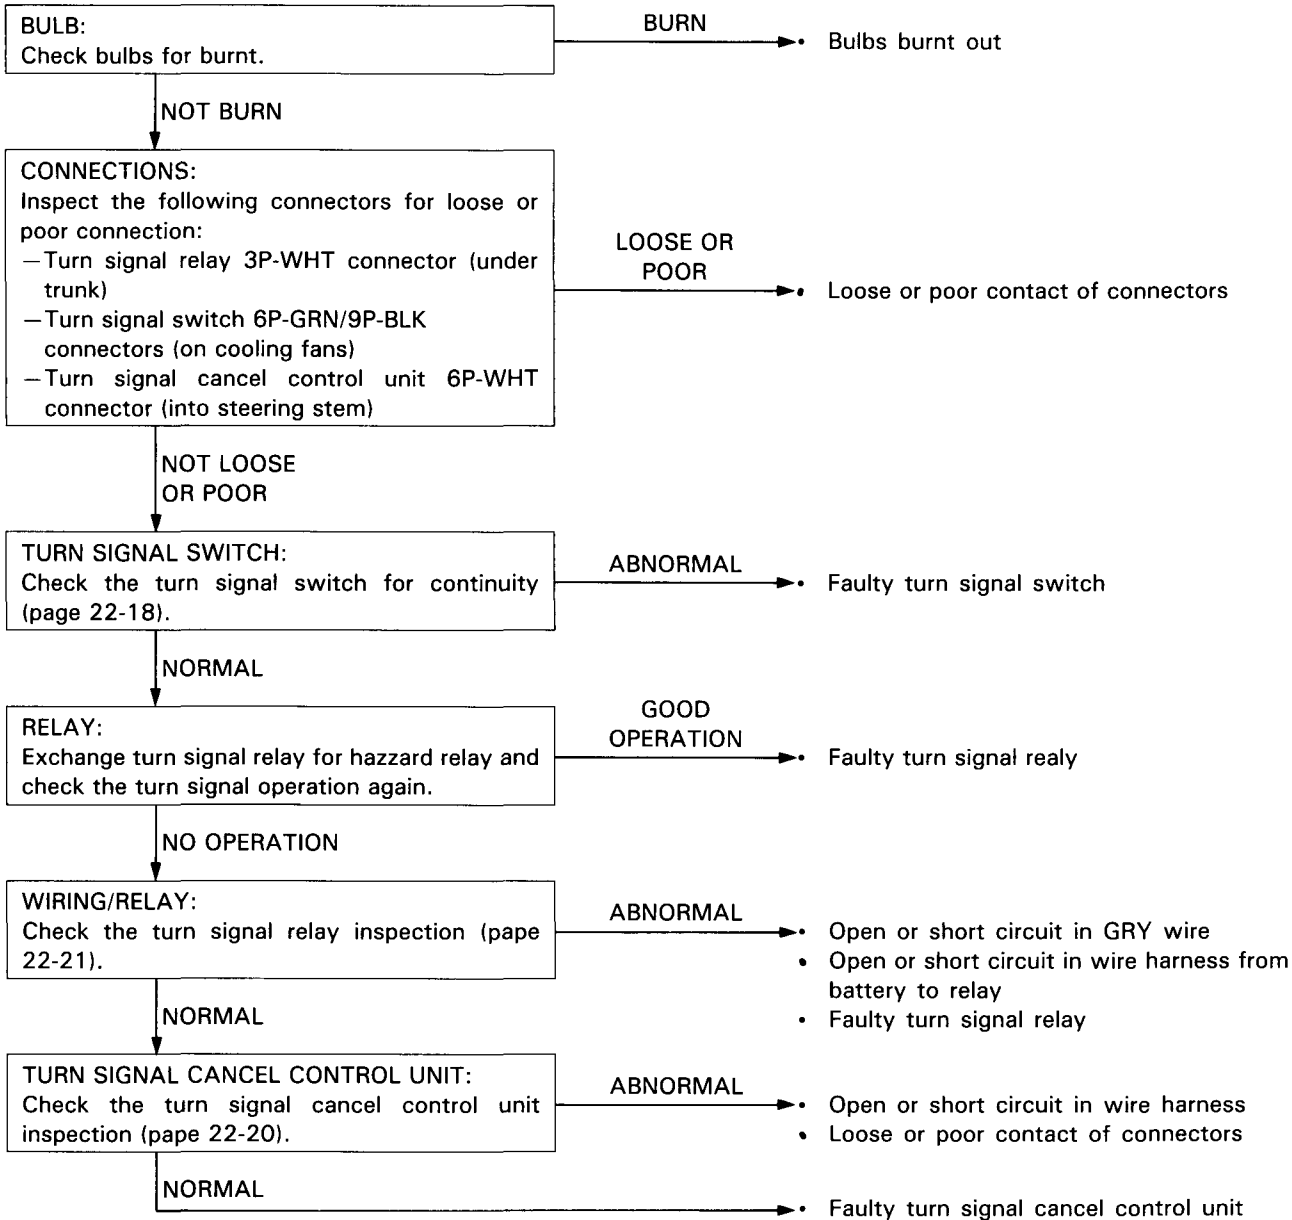 BULB:
Check bulbs for burnt.
BURN
• Bulbs burnt out
NOT BURN
CONNECTIONS:
Inspect the following connectors for loose or
poor connection:
—Turn signal relay 3P-WHT connector (under
trunk)
—Turn signal switch 6P-GRN/9P-BLK
connectors (on cooling fans)
—Turn signal cancel control unit 6P-WHT
connector (into steering stem)
LOOSE OR
POOR
• Loose or poor contact of connectors
NOT LOOSE
OR POOR
TURN SIGNAL SWITCH:
Check the turn signal switch for continuity
(page 22-18).
ABNORMAL
• Faulty turn signal switch
NORMAL
RELAY:
Exchange turn signal relay for hazzard relay and
check the turn signal operation again.
GOOD
OPERATION
• Faulty turn signal realy
NO OPERATION
WIRING/RELAY:
Check the turn signal relay inspection (pape
22-21).
ABNORMAL
• Open or short circuit in GRY wire
• Open or short circuit in wire harness from
battery to relay
• Faulty turn signal relay
NORMAL
TURN SIGNAL CANCEL CONTROL UNIT:
Check the turn signal cancel control unit
inspection (pape 22-20).
ABNORMAL
• Open or short circuit in wire harness
• Loose or poor contact of connectors
NORMAL
• Faulty turn signal cancel control unit